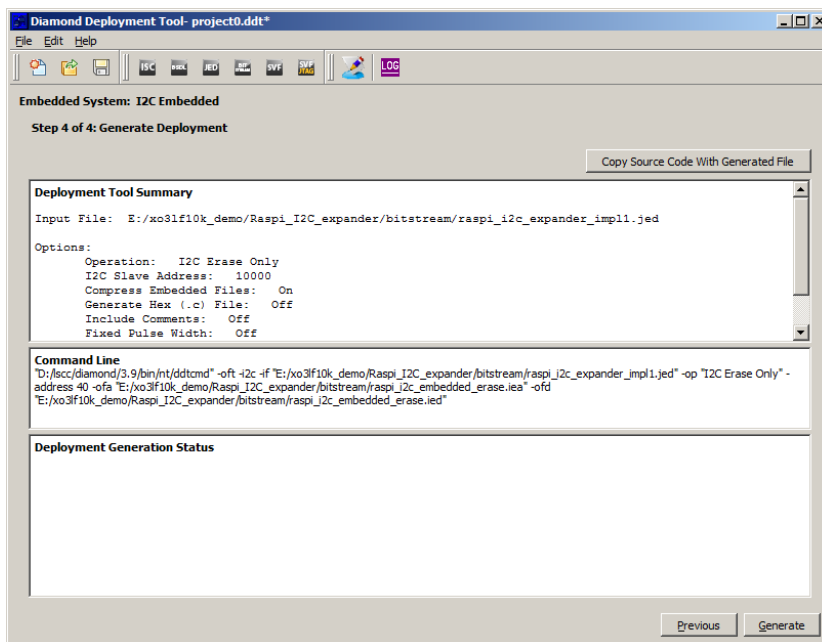 Diamond Deployment Tool- project0.ddt*
File Edit Help
ISC BSDL JED BIT STREAM SVF SVF JTAG LOG
Embedded System: I2C Embedded
Step 4 of 4: Generate Deployment
Copy Source Code With Generated File
Deployment Tool Summary
Input File: E:/xo3lf10k_demo/Raspi_I2C_expander/bitstream/raspi_i2c_expander_impl1.jed
Options:
Operation: I2C Erase Only
I2C Slave Address: 10000
Compress Embedded Files: On
Generate Hex (.c) File: Off
Include Comments: Off
Fixed Pulse Width: Off
Command Line
"D:/lscc/diamond/3.9/bin/nt/ddtcmd" -oft -i2c -if "E:/xo3lf10k_demo/Raspi_I2C_expander/bitstream/raspi_i2c_expander_impl1.jed" -op "I2C Erase Only" -
address 40 -ofa "E:/xo3lf10k_demo/Raspi_I2C_expander/bitstream/raspi_i2c_embedded_erase.iea" -ofd
"E:/xo3lf10k_demo/Raspi_I2C_expander/bitstream/raspi_i2c_embedded_erase.ied"
Deployment Generation Status
Previous Generate